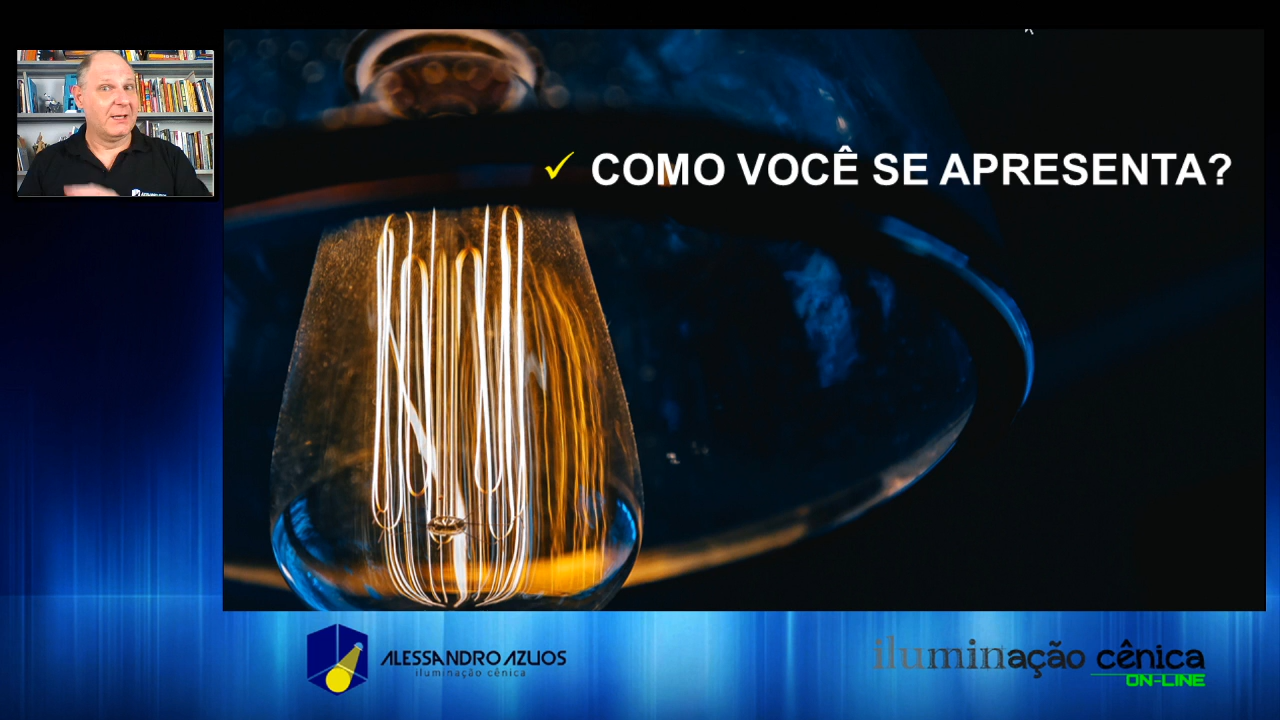 ✓ COMO VOCÊ SE APRESENTA?
ALESSANDRO AZUOS
iluminação cênica
iluminação cênica
ON-LINE